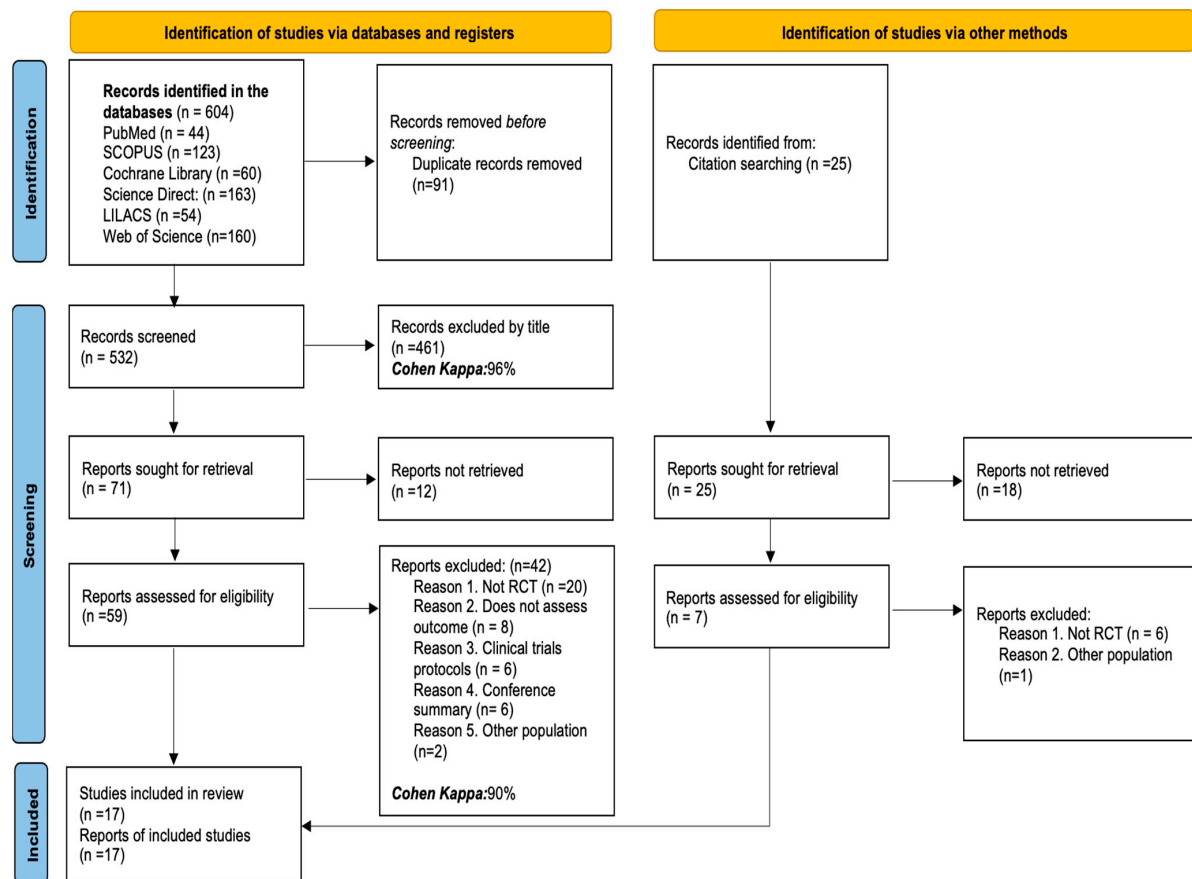 Identification of studies via databases and registers
Identification of studies via other methods
Identification
Records identified in the
databases (n = 604)
PubMed (n = 44)
SCOPUS (n =123)
Cochrane Library (n =60)
Science Direct: (n =163)
LILACS (n =54)
Web of Science (n=160)
Records removed before
screening:
Duplicate records removed
(n=91)
Records identified from:
Citation searching (n =25)
Screening
Records screened
(n = 532)
Records excluded by title
(n =461)
Cohen Kappa:96%
Reports sought for retrieval
(n = 71)
Reports not retrieved
(n =12)
Reports sought for retrieval
(n = 25)
Reports not retrieved
(n =18)
Reports assessed for eligibility
(n =59)
Reports excluded: (n=42)
Reason 1. Not RCT (n =20)
Reason 2. Does not assess
outcome (n = 8)
Reason 3. Clinical trials
protocols (n = 6)
Reason 4. Conference
summary (n= 6)
Reason 5. Other population
(n=2)
Cohen Kappa:90%
Reports assessed for eligibility
(n = 7)
Reports excluded:
Reason 1. Not RCT (n = 6)
Reason 2. Other population
(n=1)
Included
Studies included in review
(n =17)
Reports of included studies
(n =17)